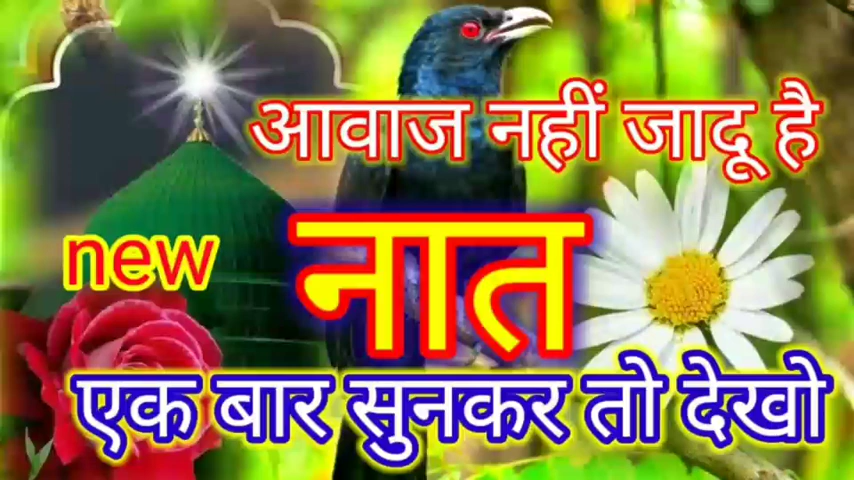 आवाज नहीं जादू है
new
नात
एक बार सुनकर तो देखो